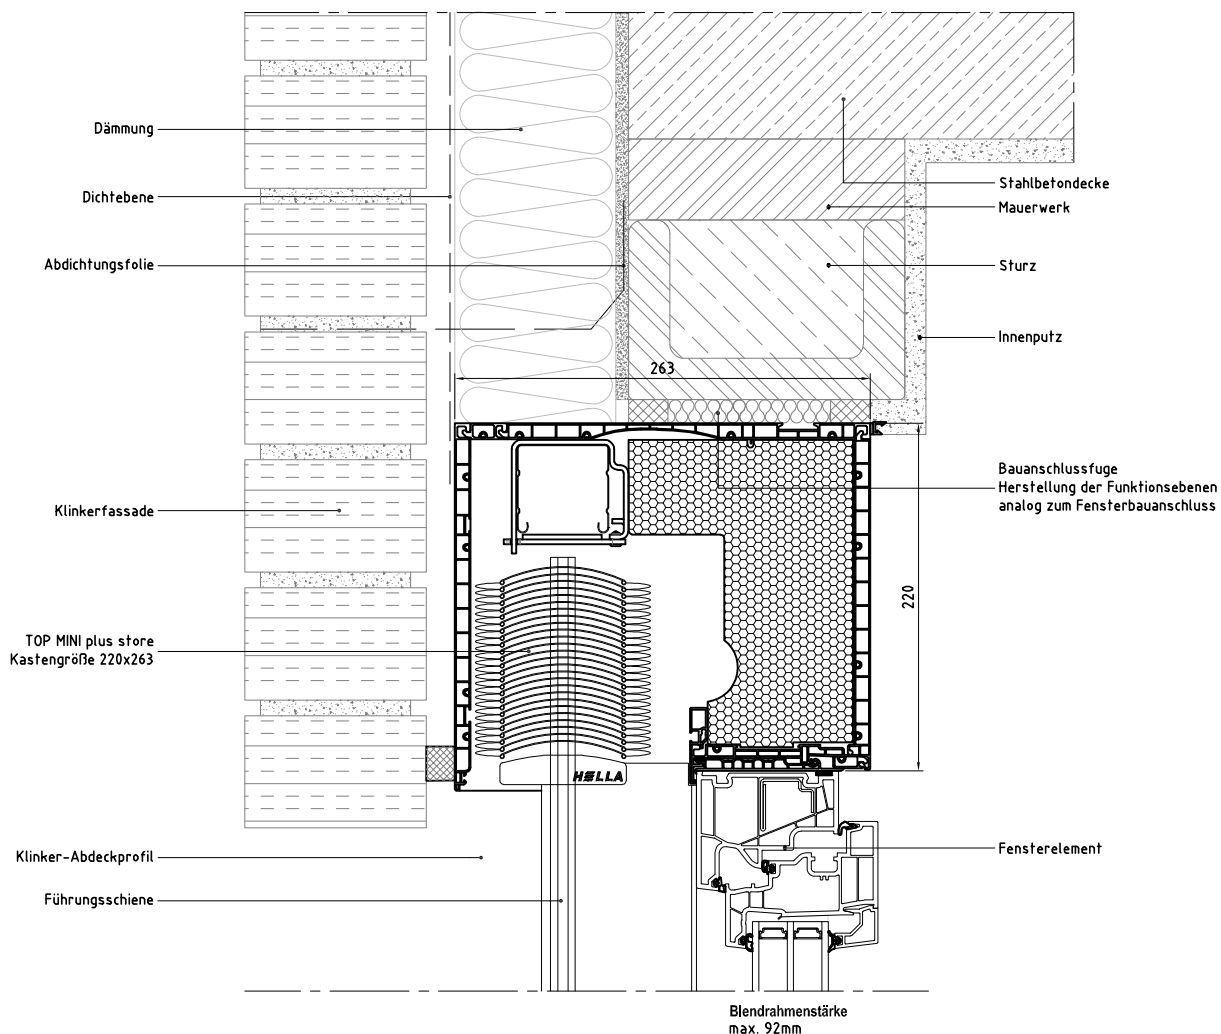 Dämmung
Dichtebene
Abdichtungsfolie
Klinkerfassade
TOP MINI plus store
Kastengröße 220x263
Klinker-Abdeckprofil
Führungsschiene
263
220
HELLA
Stahlbetondecke
Mauerwerk
Sturz
Innenputz
Bauanschlussfuge
Herstellung der Funktionsebenen
analog zum Fensterbauanschluss
Fensterelement
Blendrahmenstärke
max. 92mm